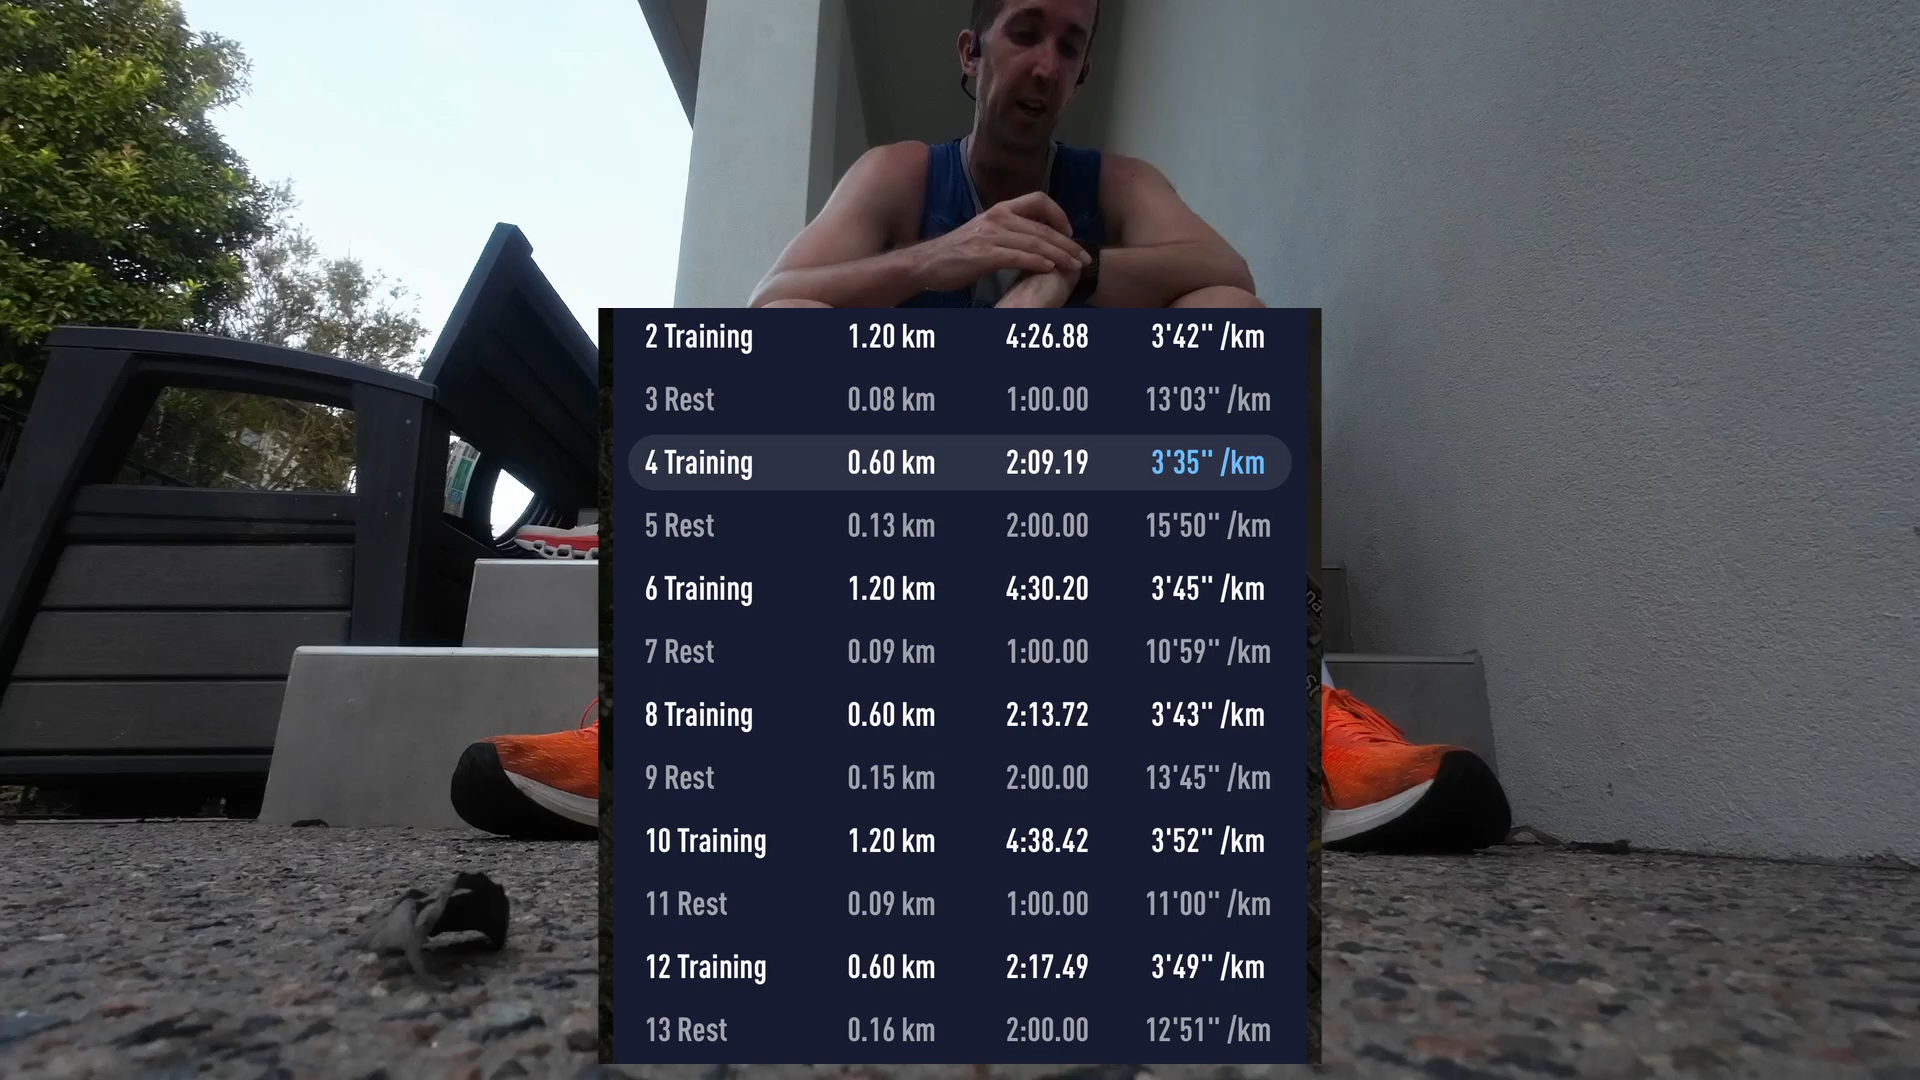 2 Training 1.20 km 4:26.88 3'42" /km
3 Rest 0.08 km 1:00.00 13'03" /km
4 Training 0.60 km 2:09.19 3'35" /km
5 Rest 0.13 km 2:00.00 15'50" /km
6 Training 1.20 km 4:30.20 3'45" /km
7 Rest 0.09 km 1:00.00 10'59" /km
8 Training 0.60 km 2:13.72 3'43" /km
9 Rest 0.15 km 2:00.00 13'45" /km
10 Training 1.20 km 4:38.42 3'52" /km
11 Rest 0.09 km 1:00.00 11'00" /km
12 Training 0.60 km 2:17.49 3'49" /km
13 Rest 0.16 km 2:00.00 12'51" /km